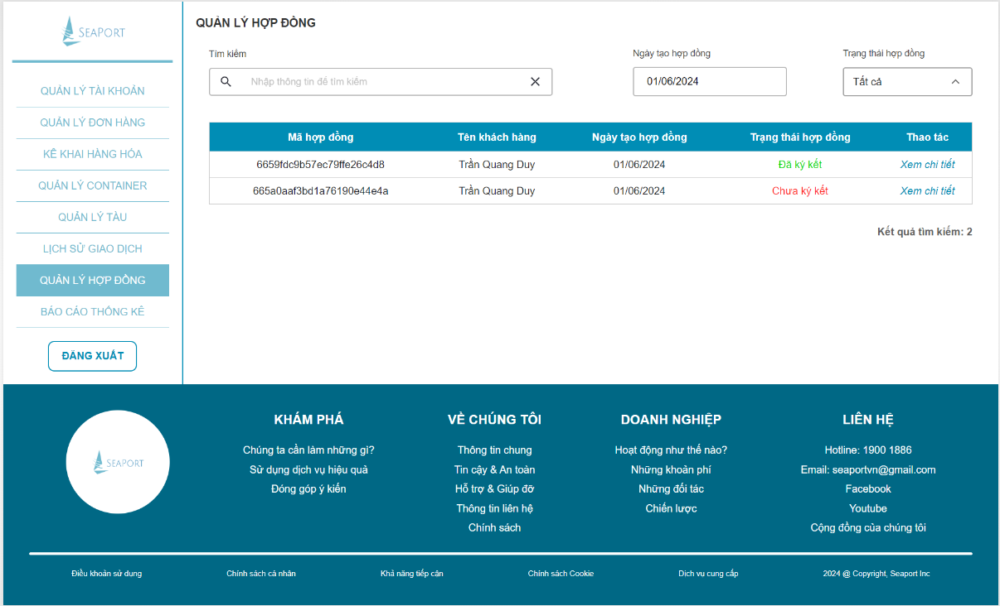 SEAPORT
QUẢN LÝ TÀI KHOẢN
QUẢN LÝ ĐƠN HÀNG
KÊ KHAI HÀNG HÓA
QUẢN LÝ CONTAINER
QUẢN LÝ TÀU
LỊCH SỬ GIAO DỊCH
QUẢN LÝ HỢP ĐỒNG
BÁO CÁO THỐNG KÊ
ĐĂNG XUẤT
QUẢN LÝ HỢP ĐỒNG
Tìm kiếm
Nhập thông tin để tìm kiếm
Ngày tạo hợp đồng
01/06/2024
Trạng thái hợp đồng
Tất cả
Mã hợp đồng Tên khách hàng Ngày tạo hợp đồng Trạng thái hợp đồng Thao tác
6659fdc9b57ec79ffe26c4d8 Trần Quang Duy 01/06/2024 Đã ký kết Xem chi tiết
665a0aaf3bd1a76190e44e4a Trần Quang Duy 01/06/2024 Chưa ký kết Xem chi tiết
Kết quả tìm kiếm: 2
SEAPORT
KHÁM PHÁ
Chúng ta cần làm những gì?
Sử dụng dịch vụ hiệu quả
Đóng góp ý kiến
VỀ CHÚNG TÔI
Thông tin chung
Tin cậy & An toàn
Hỗ trợ & Giúp đỡ
Thông tin liên hệ
Chính sách
DOANH NGHIỆP
Hoạt động như thế nào?
Những khoản phí
Những đối tác
Chiến lược
LIÊN HỆ
Hotline: 1900 1886
Email: seaportvn@gmail.com
Facebook
Youtube
Cộng đồng của chúng tôi
Điều khoản sử dụng
Chính sách cá nhân
Khả năng tiếp cận
Chính sách Cookie
Dịch vụ cung cấp
2024 @ Copyright, Seaport Inc